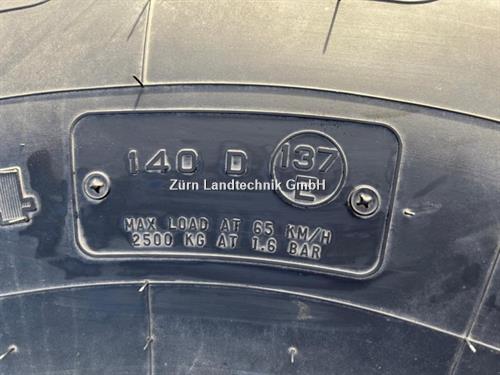 140 D 137
E
Zürn Landtechnik GmbH
MAX LOAD AT 65 KM/H
2500 KG AT 1.6 BAR